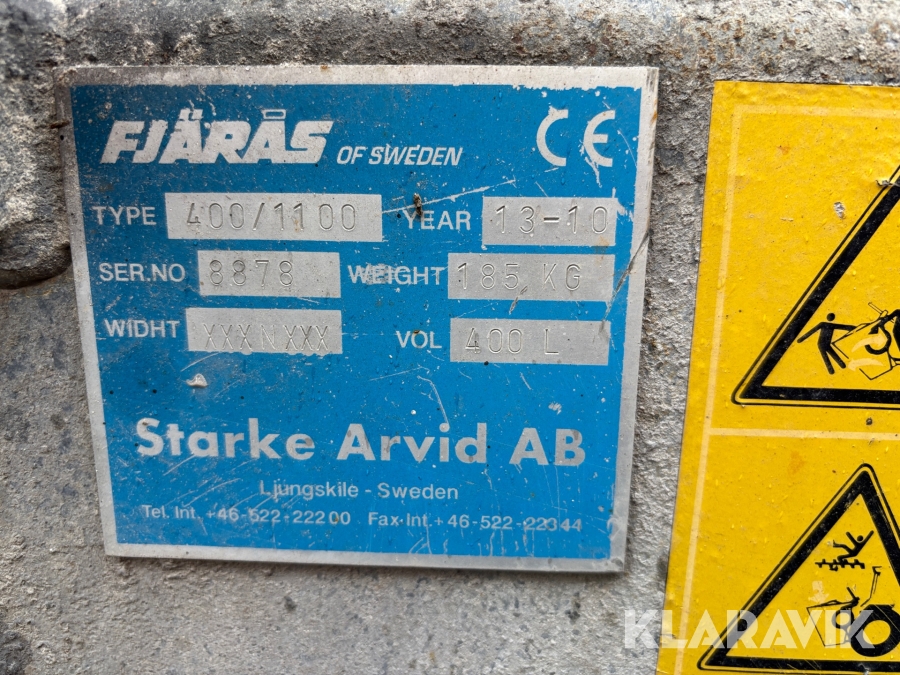 FJÄRÅS OF SWEDEN CE
TYPE 400/1100 YEAR 13-10
SER.NO 8878 WEIGHT 185 KG
WIDHT XXXNXXX VOL 400 L
Starke Arvid AB
Ljungskile - Sweden
Tel. Int. +46-522-22200 Fax-Int. +46-522-22344
KLARAVIK